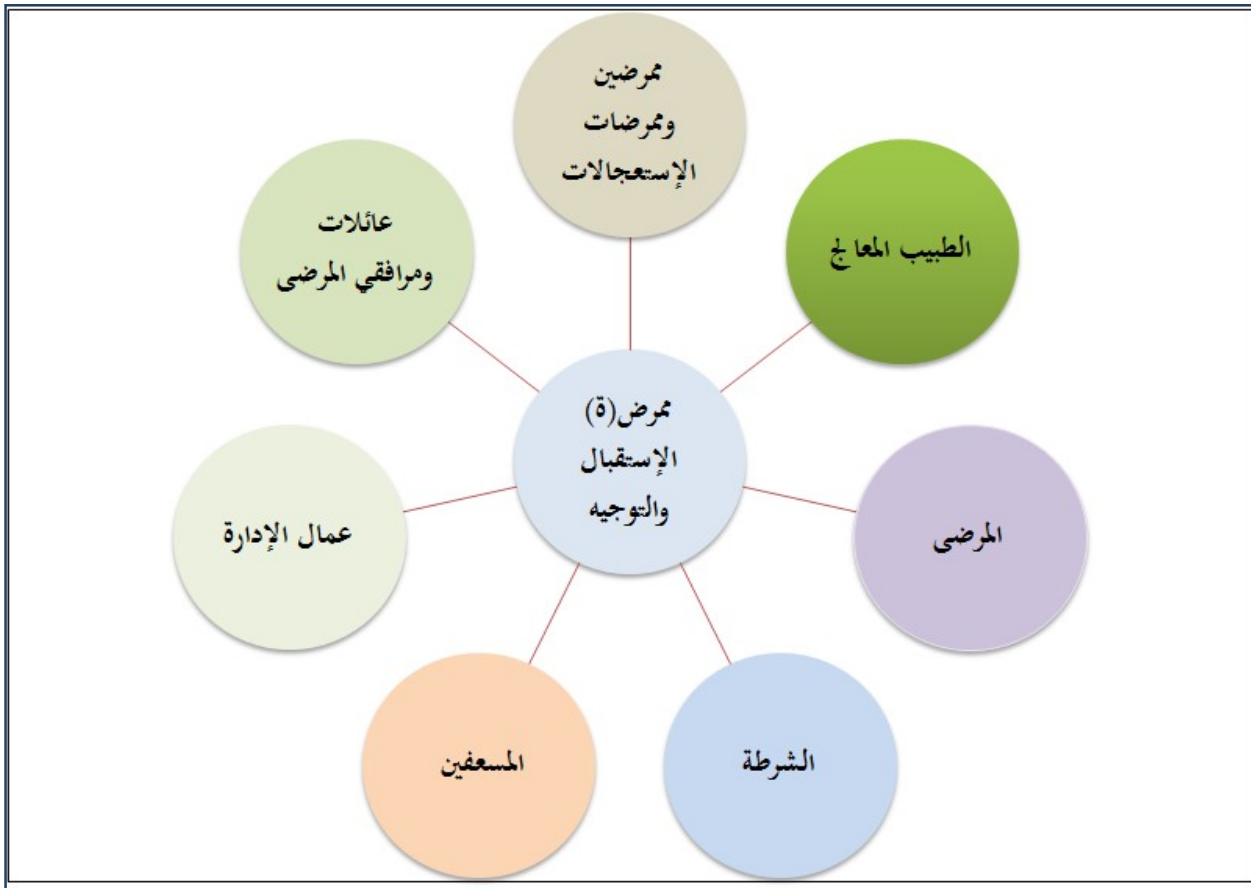 ممرضين
وممرضات
الإستعجالات
الطبيب المعالج
عائلات
ومرافقي المرضى
ممرض(ة)
الإستقبال
والتوجيه
المرضى
عمال الإدارة
الشرطة
المسعفين